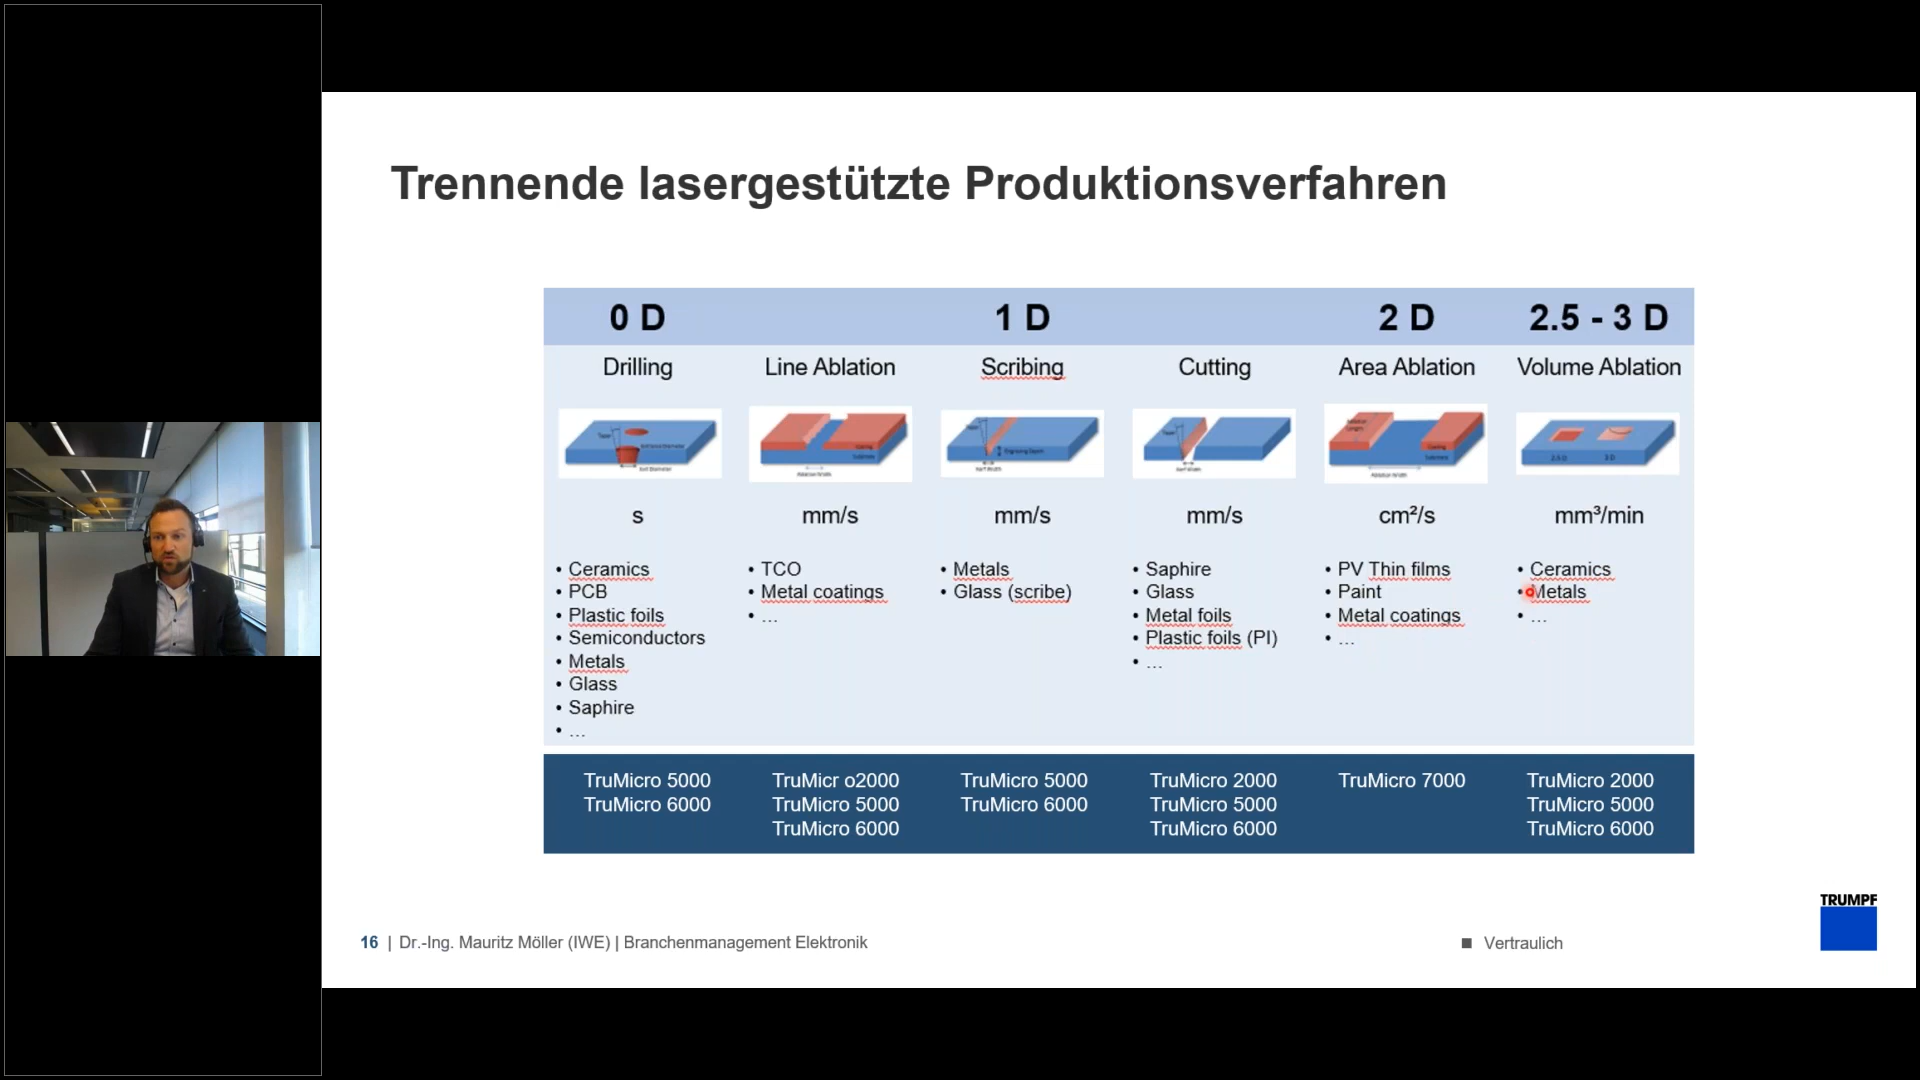 Trennende lasergestützte Produktionsverfahren
0 D
1 D
2 D
2.5 - 3 D
Drilling
Line Ablation
Scribing
Cutting
Area Ablation
Volume Ablation
2.5 D
3 D
s
mm/s
mm/s
mm/s
cm²/s
mm³/min
• Ceramics
• PCB
• Plastic foils
• Semiconductors
• Metals
• Glass
• Saphire
• ...
• TCO
• Metal coatings
• ...
• Metals
• Glass (scribe)
• Saphire
• Glass
• Metal foils
• Plastic foils (PI)
• ...
• PV Thin films
• Paint
• Metal coatings
• ...
• Ceramics
• Metals
• ...
TruMicro 5000
TruMicro 6000
TruMicr o2000
TruMicro 5000
TruMicro 6000
TruMicro 5000
TruMicro 6000
TruMicro 2000
TruMicro 5000
TruMicro 6000
TruMicro 7000
TruMicro 2000
TruMicro 5000
TruMicro 6000
16 | Dr.-Ing. Mauritz Möller (IWE) | Branchenmanagement Elektronik
Vertraulich
TRUMPF